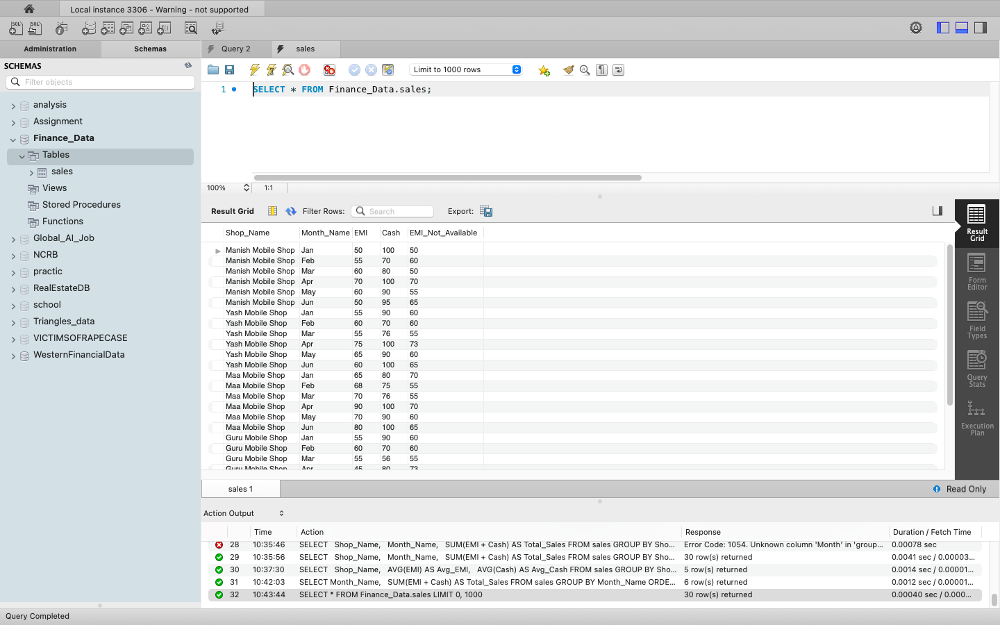 Local instance 3306 - Warning - not supported
Administration Schemas Query 2 sales
SCHEMAS
Filter objects
Limit to 1000 rows
1 SELECT * FROM Finance_Data.sales;
analysis
Assignment
Finance_Data
Tables
sales
Views
Stored Procedures
Functions
Global_AI_Job
NCRB
practic
RealEstateDB
school
Triangles_data
VICTIMSOFRAPECASE
WesternFinancialData
100% 1:1
Result Grid Filter Rows: Search Export:
Shop_Name Month_Name EMI Cash EMI_Not_Available
Manish Mobile Shop Jan 50 100 50
Manish Mobile Shop Feb 55 70 60
Manish Mobile Shop Mar 60 80 50
Manish Mobile Shop Apr 70 100 70
Manish Mobile Shop May 60 90 55
Manish Mobile Shop Jun 50 95 65
Yash Mobile Shop Jan 55 90 60
Yash Mobile Shop Feb 60 70 60
Yash Mobile Shop Mar 55 76 55
Yash Mobile Shop Apr 75 100 73
Yash Mobile Shop May 65 90 60
Yash Mobile Shop Jun 60 100 65
Maa Mobile Shop Jan 65 80 70
Maa Mobile Shop Feb 68 75 55
Maa Mobile Shop Mar 70 76 55
Maa Mobile Shop Apr 90 100 70
Maa Mobile Shop May 70 90 60
Maa Mobile Shop Jun 80 100 65
Guru Mobile Shop Jan 55 90 60
Guru Mobile Shop Feb 60 70 60
Guru Mobile Shop Mar 55 56 55
Guru Mobile Shop Apr 45 80 73
Result
Grid
Form
Editor
Field
Types
Query
Stats
Execution
Plan
sales 1 Read Only
Action Output
Time Action Response Duration / Fetch Time
28 10:35:46 SELECT Shop_Name, Month_Name, SUM(EMI + Cash) AS Total_Sales FROM sales GROUP BY Sho... Error Code: 1054. Unknown column 'Month' in 'group... 0.00078 sec
29 10:35:56 SELECT Shop_Name, Month_Name, SUM(EMI + Cash) AS Total_Sales FROM sales GROUP BY Sho... 30 row(s) returned 0.0041 sec / 0.00003...
30 10:37:30 SELECT Shop_Name, AVG(EMI) AS Avg_EMI, AVG(Cash) AS Avg_Cash FROM sales GROUP BY Sho... 5 row(s) returned 0.0014 sec / 0.00001...
31 10:42:03 SELECT Month_Name, SUM(EMI + Cash) AS Total_Sales FROM sales GROUP BY Month_Name ORDE... 6 row(s) returned 0.0012 sec / 0.00001...
32 10:43:44 SELECT * FROM Finance_Data.sales LIMIT 0, 1000 30 row(s) returned 0.00040 sec / 0.000...
Query Completed